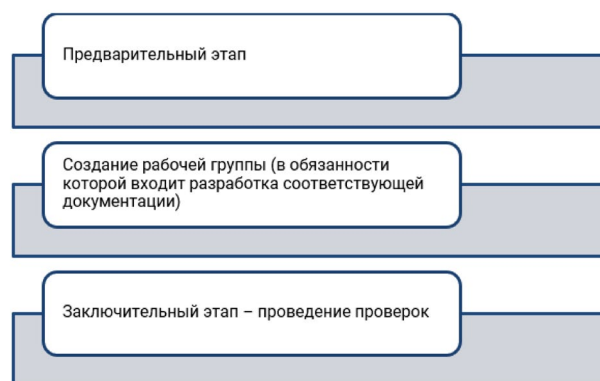 Предварительный этап
Создание рабочей группы (в обязанности
которой входит разработка соответствующей
документации)
Заключительный этап – проведение проверок